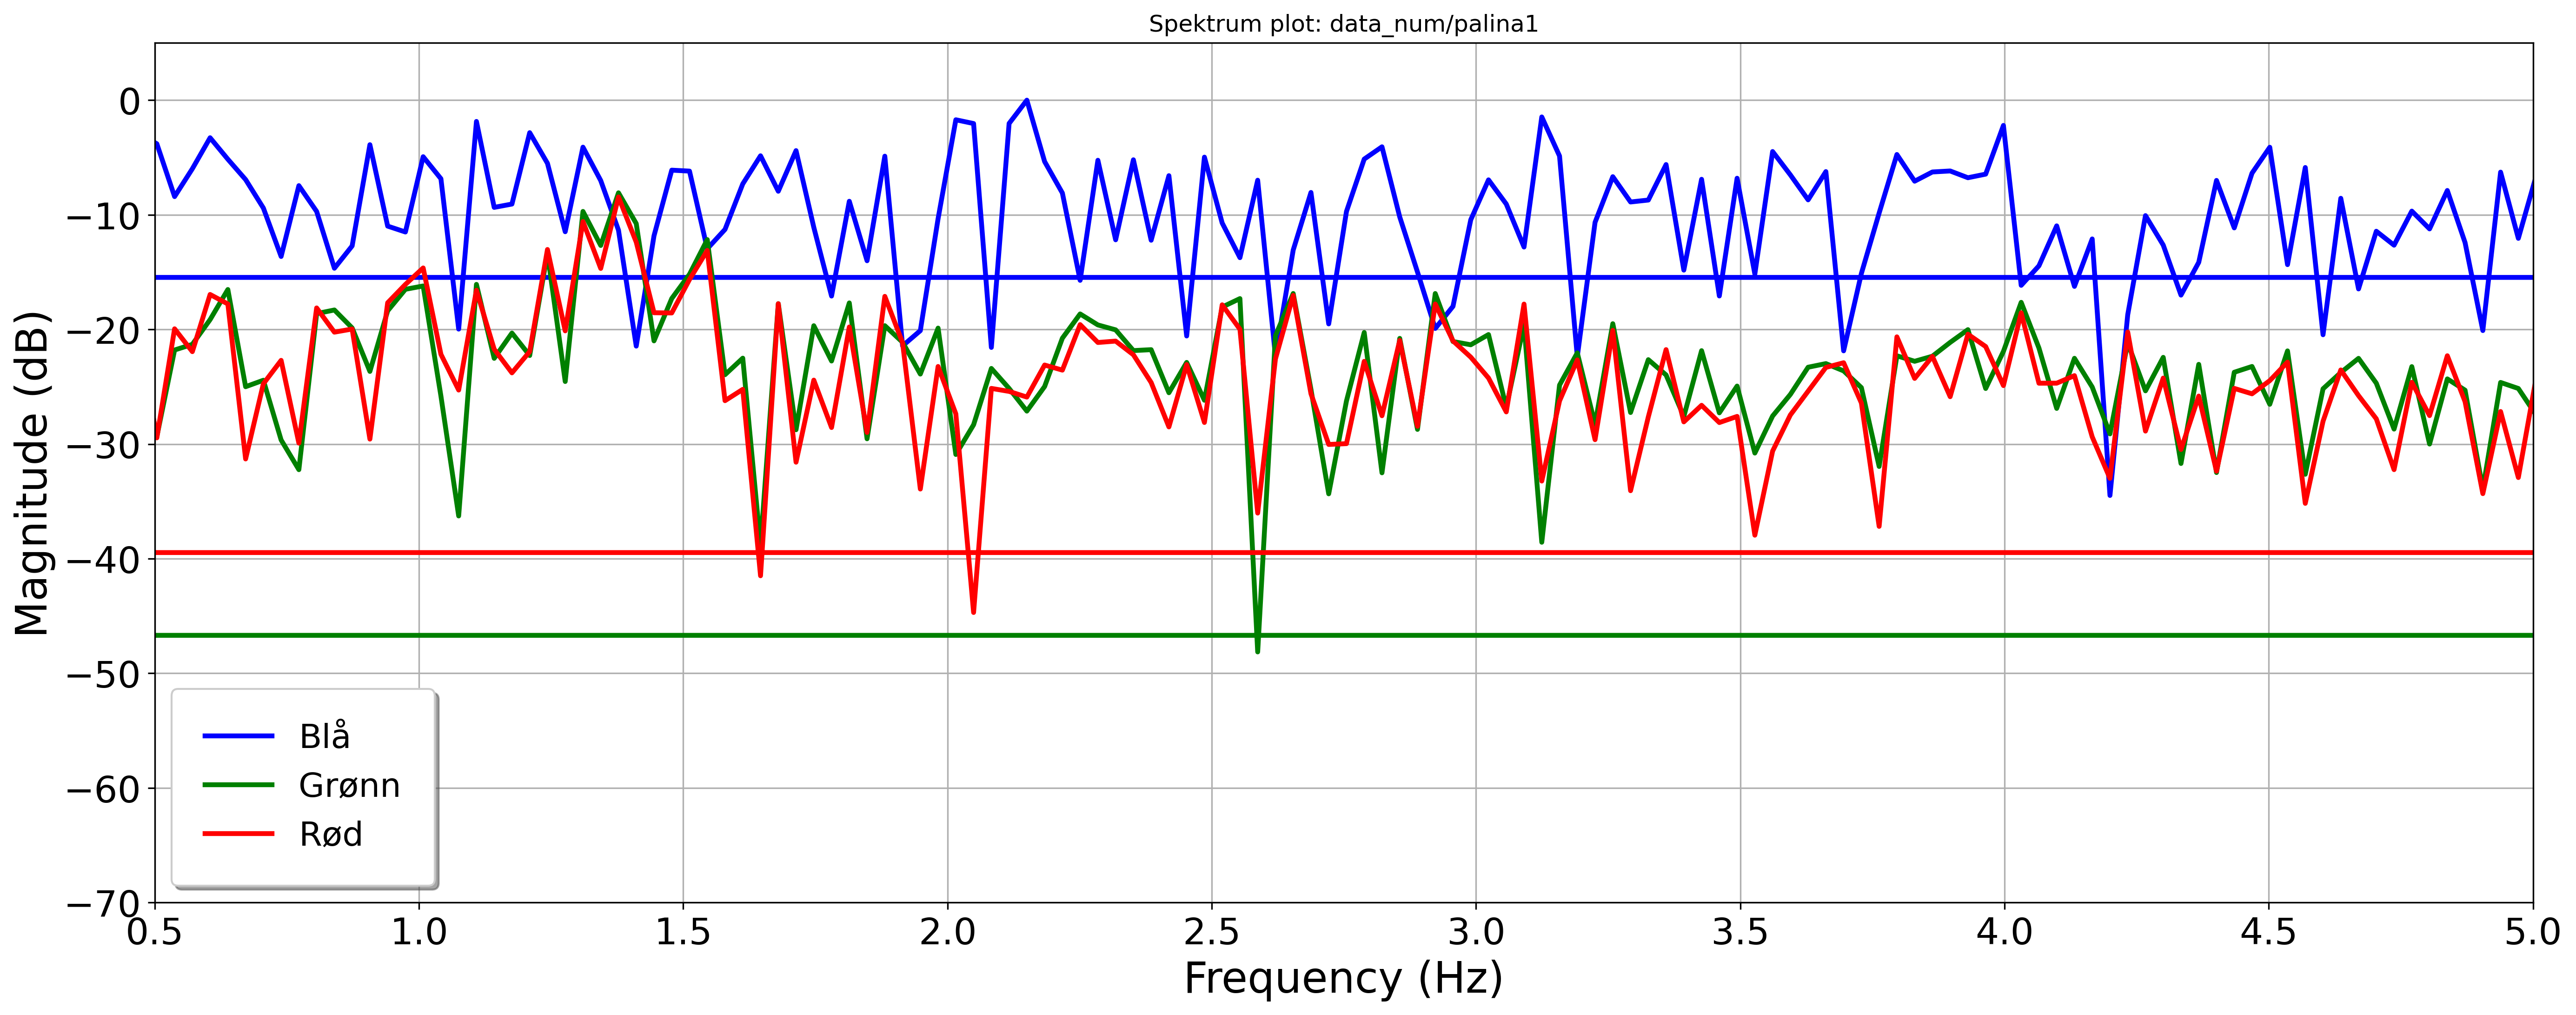 Spektrum plot: data_num/palina1
Magnitude (dB)
0
−10
−20
−30
−40
−50
−60
−70
Blå
Grønn
Rød
0.5 1.0 1.5 2.0 2.5 3.0 3.5 4.0 4.5 5.0
Frequency (Hz)